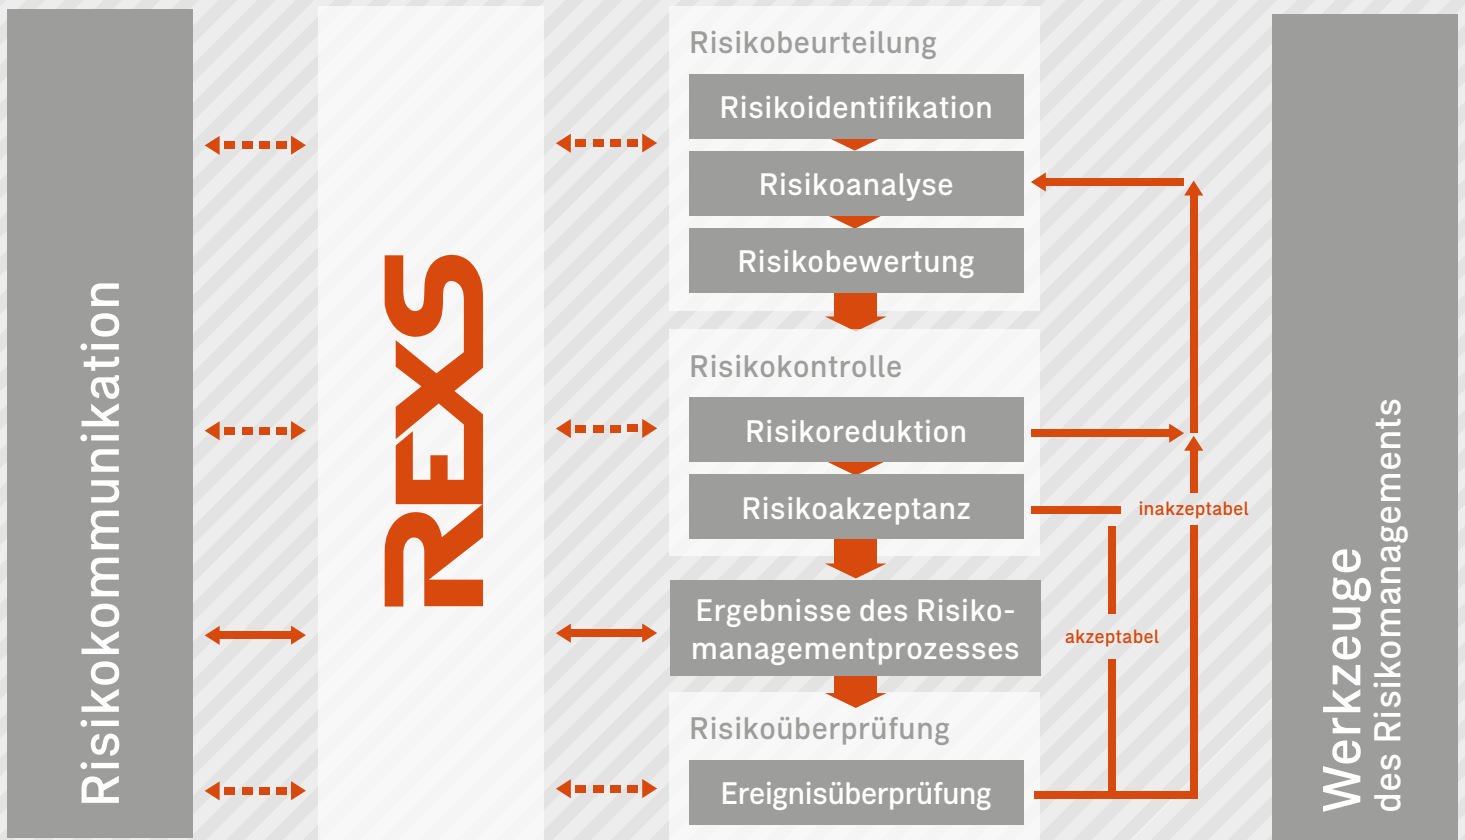 Risikokommunikation
REXS
Risikobeurteilung
Risikoidentifikation
Risikoanalyse
Risikobewertung
Risikokontrolle
Risikoreduktion
Risikoakzeptanz
inakzeptabel
Ergebnisse des Risiko-
managementprozesses
akzeptabel
Risikoüberprüfung
Ereignisüberprüfung
Werkzeuge
des Risikomanagements